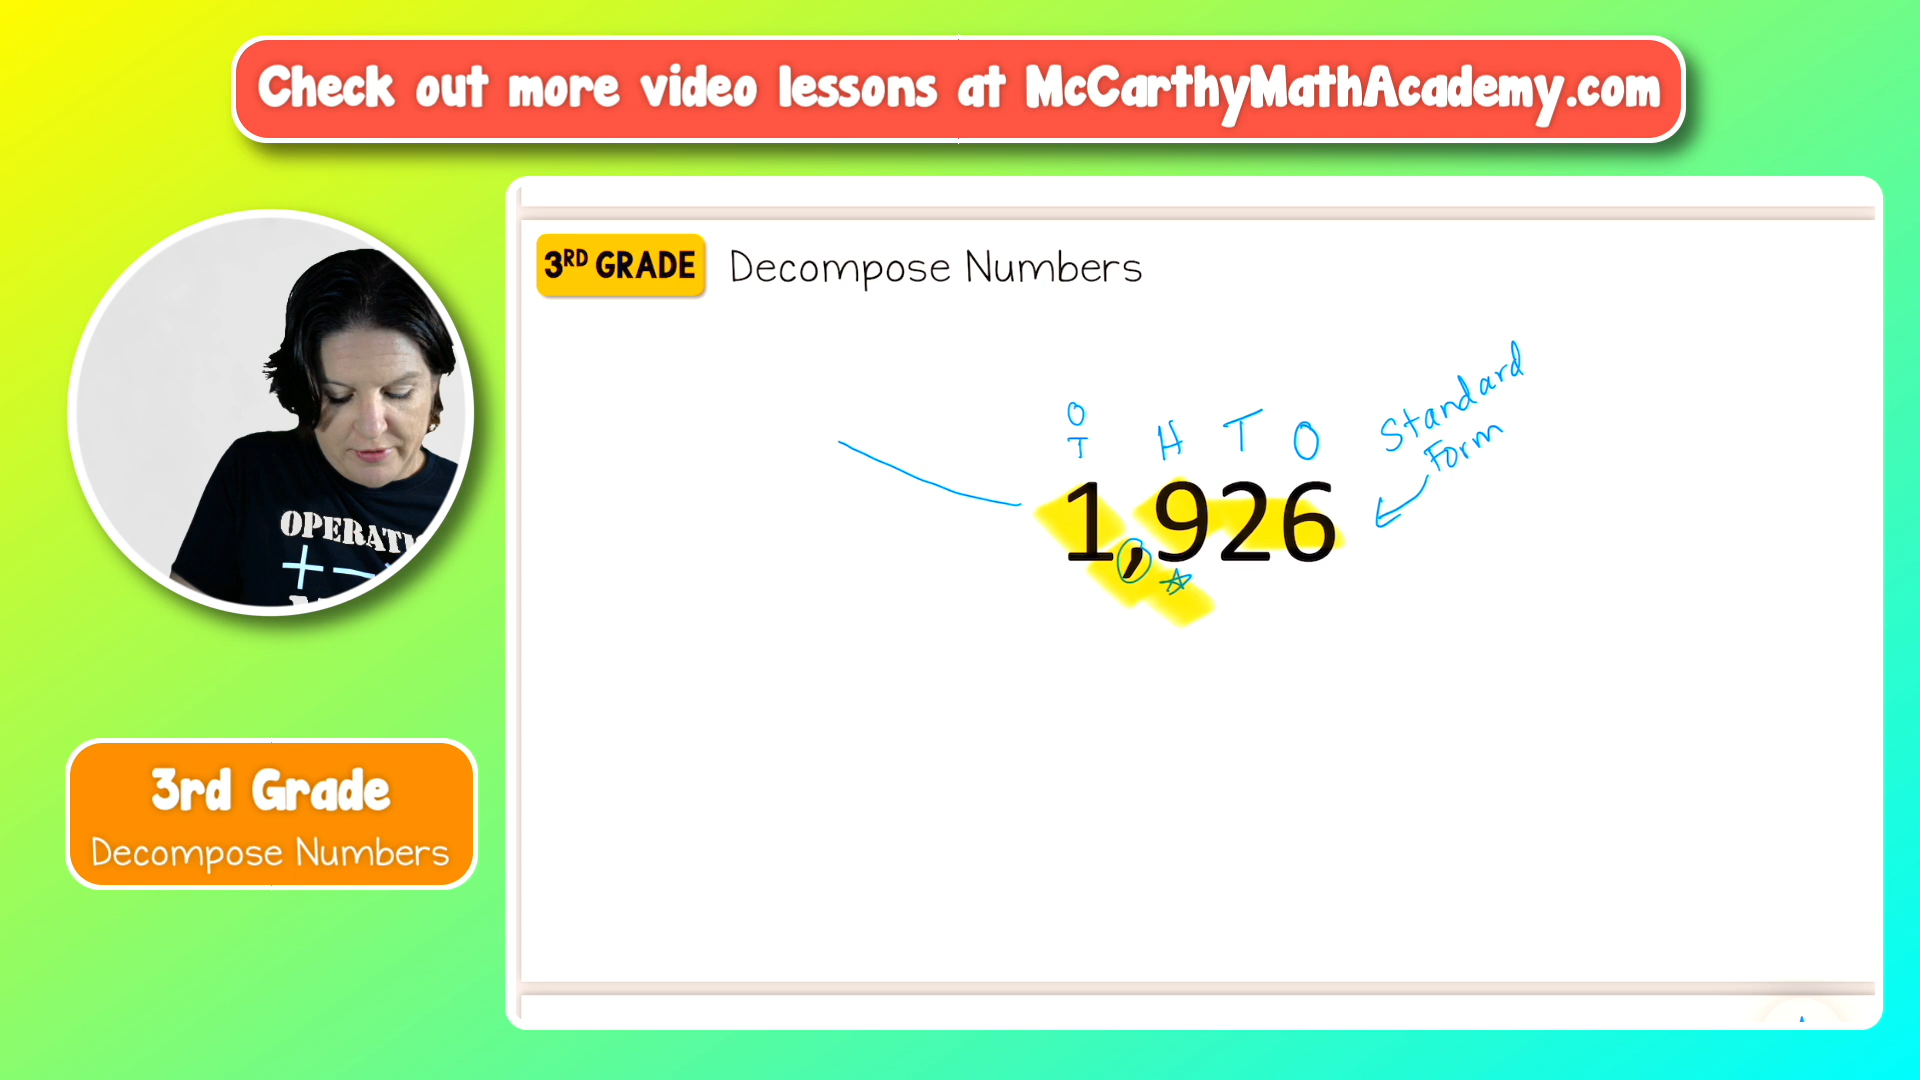 Check out more video lessons at McCarthyMathAcademy.com
3RD GRADE Decompose Numbers
Standard
Form
O
T H T O
1,926
OPERATI
+ −
3rd Grade
Decompose Numbers